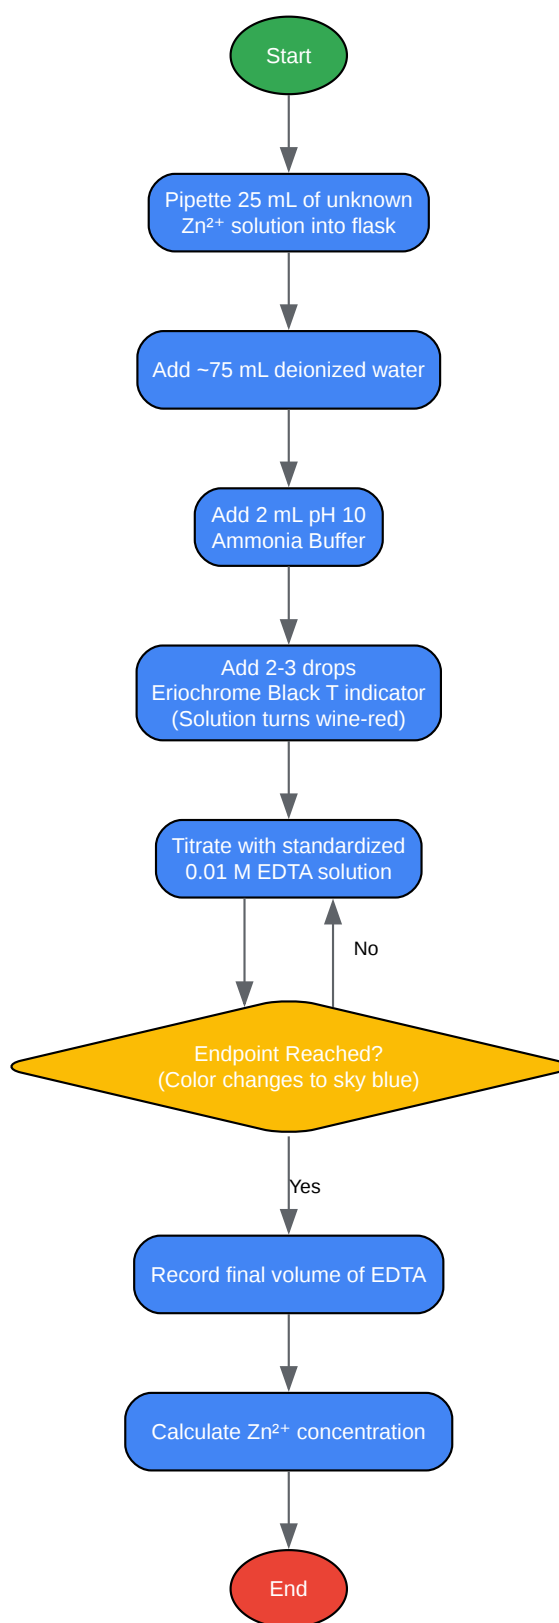 Start
Pipette 25 mL of unknown
Zn²⁺ solution into flask
Add ~75 mL deionized water
Add 2 mL pH 10
Ammonia Buffer
Add 2-3 drops
Eriochrome Black T indicator
(Solution turns wine-red)
Titrate with standardized
0.01 M EDTA solution
No
Endpoint Reached?
(Color changes to sky blue)
Yes
Record final volume of EDTA
Calculate Zn²⁺ concentration
End